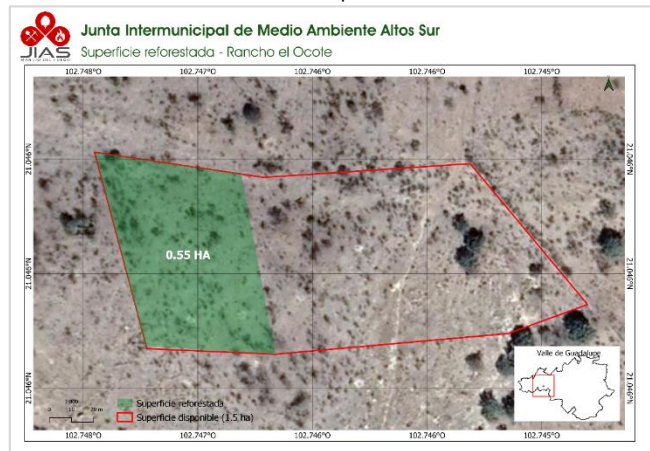 Junta Intermunicipal de Medio Ambiente Altos Sur
JIAS
Superficie reforestada - Rancho el Ocote
102.748°O 102.747°O 102.746°O 102.746°O 102.745°O
21.046°N 21.046°N
0.55 HA
21.046°N 21.046°N
Valle de Guadalupe
21.046°N 21.046°N
Superficie reforestada
Superficie disponible (1.5 ha)
102.748°O 102.747°O 102.746°O 102.746°O 102.745°O